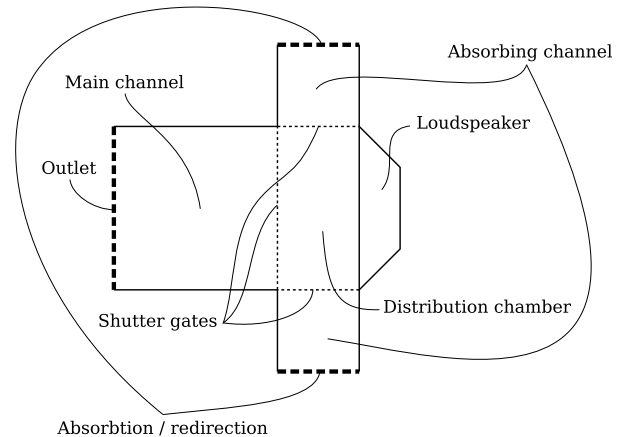 Absorbing channel
Main channel
Loudspeaker
Outlet
Distribution chamber
Shutter gates
Absorbtion / redirection